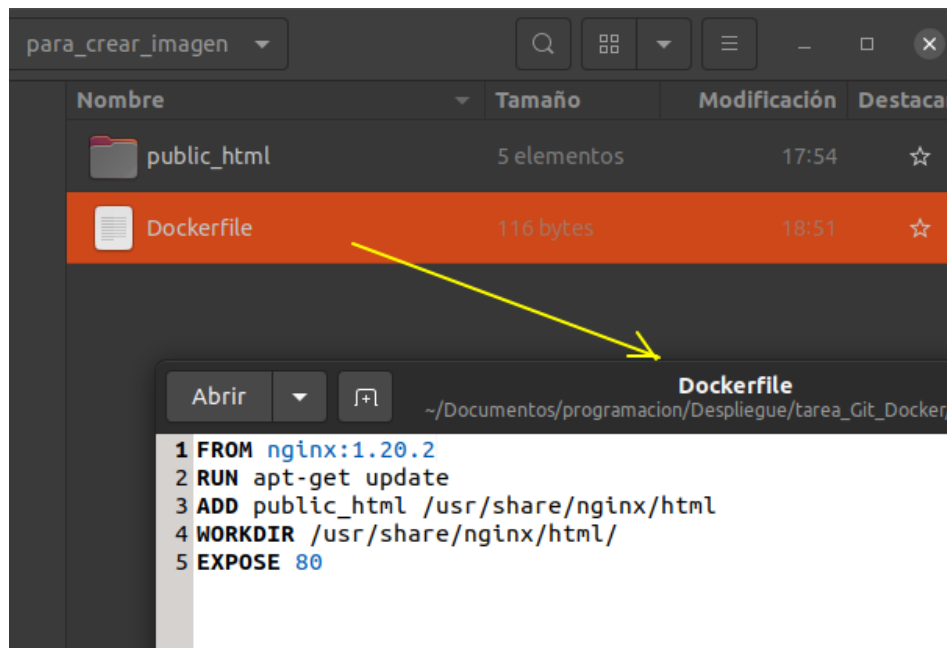 para_crear_imagen
Nombre Tamaño Modificación Destaca
public_html 5 elementos 17:54
Dockerfile 116 bytes 18:51
Abrir Dockerfile
~/Documentos/programacion/Despliegue/tarea_Git_Docker/
1 FROM nginx:1.20.2
2 RUN apt-get update
3 ADD public_html /usr/share/nginx/html
4 WORKDIR /usr/share/nginx/html/
5 EXPOSE 80